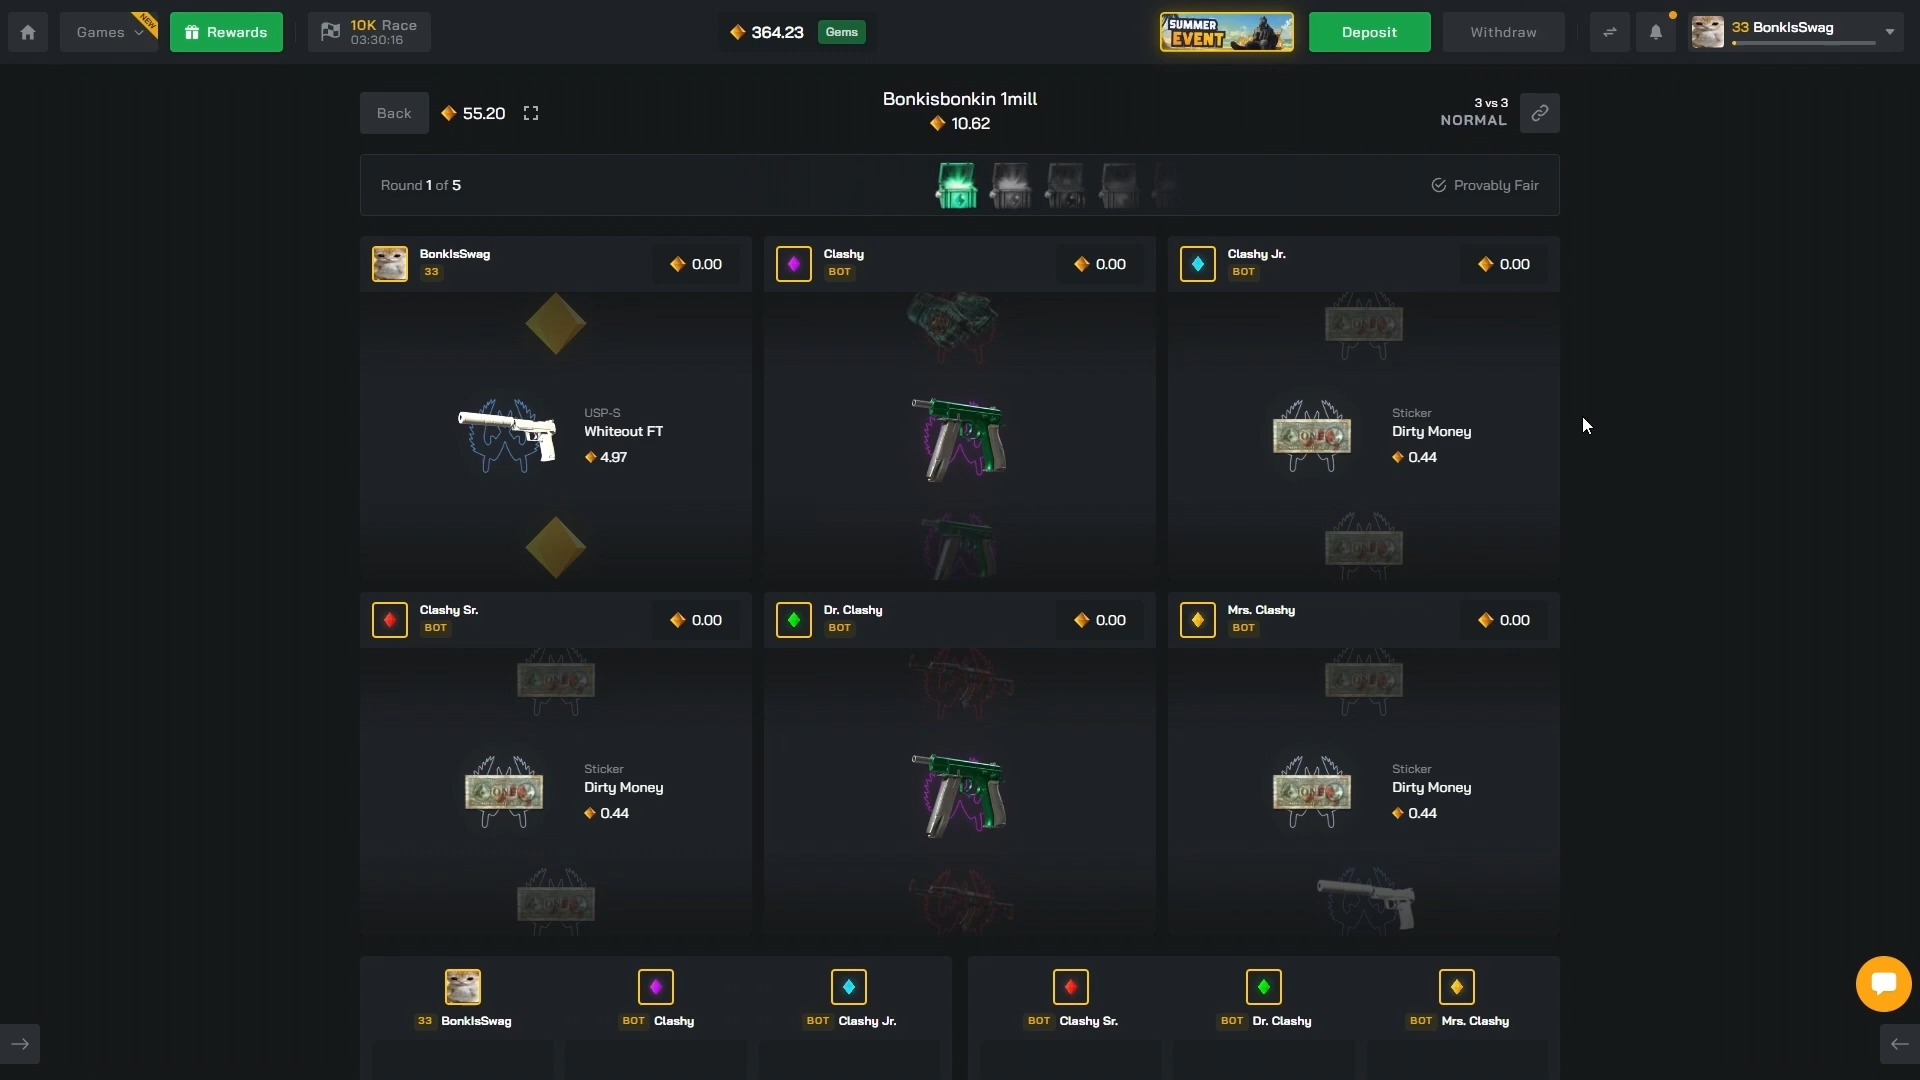 Games
NEW
Rewards
10K Race
03:30:16
364.23
Gems
SUMMER
EVENT
Deposit
Withdraw
33 BonkIsSwag
Back
55.20
Bonkisbonkin 1mill
10.62
3 vs 3
NORMAL
Round 1 of 5
Provably Fair
BonkIsSwag
33
0.00
Clashy
BOT
0.00
Clashy Jr.
BOT
0.00
USP-S
Whiteout FT
4.97
Sticker
Dirty Money
0.44
Clashy Sr.
BOT
0.00
Dr. Clashy
BOT
0.00
Mrs. Clashy
BOT
0.00
Sticker
Dirty Money
0.44
Sticker
Dirty Money
0.44
33 BonkIsSwag
BOT Clashy
BOT Clashy Jr.
BOT Clashy Sr.
BOT Dr. Clashy
BOT Mrs. Clashy